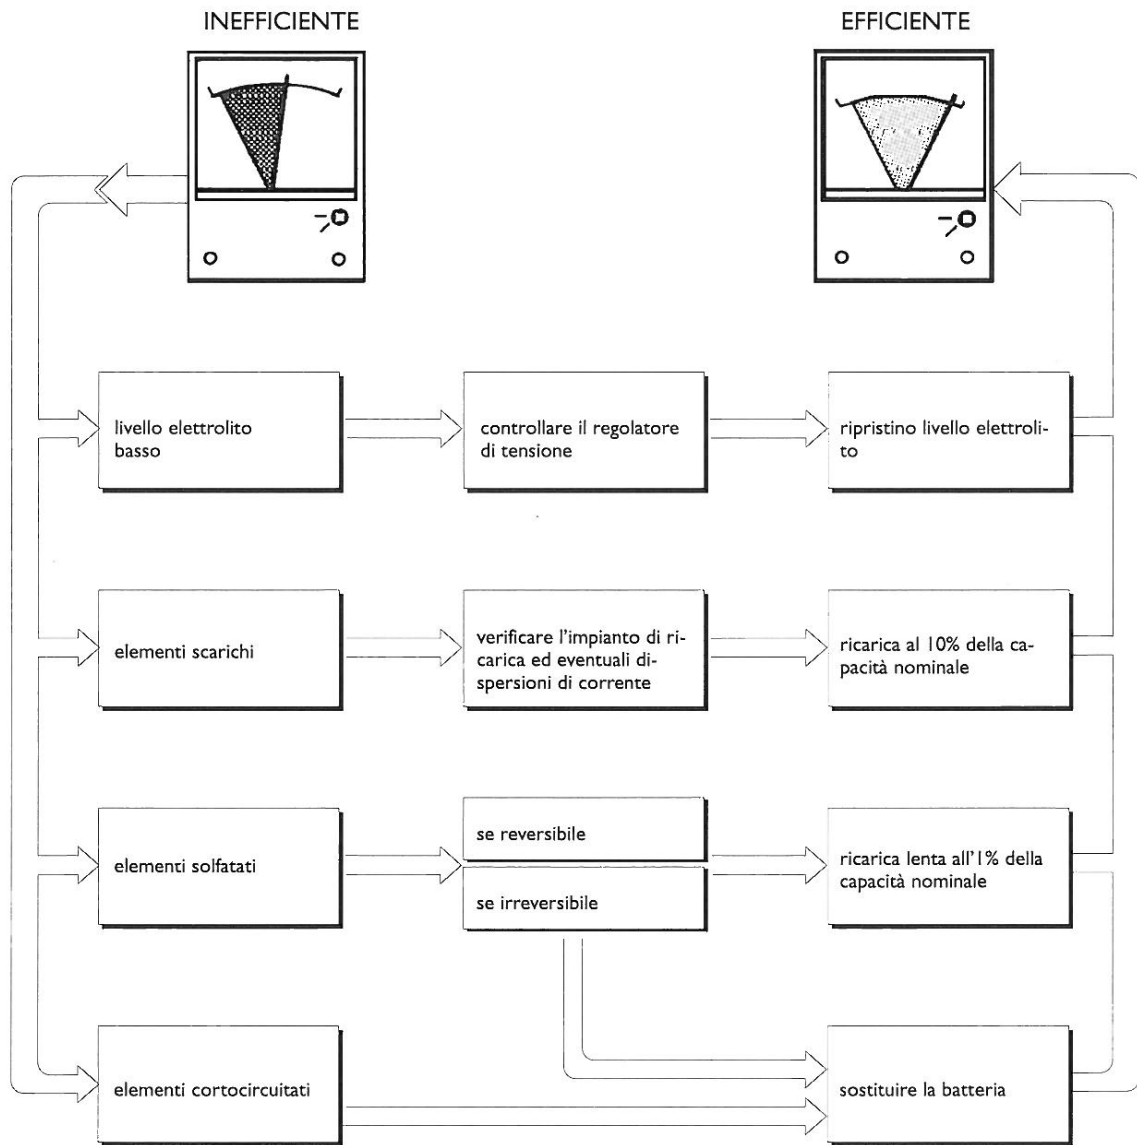 INEFFICIENTE
EFFICIENTE
livello elettrolito
basso
controllare il regolatore
di tensione
ripristino livello elettroli-
to
elementi scarichi
verificare l'impianto di ri-
carica ed eventuali di-
spersioni di corrente
ricarica al 10% della ca-
pacità nominale
elementi solfatati
se reversibile
se irreversibile
ricarica lenta all'1% della
capacità nominale
elementi cortocircuitati
sostituire la batteria